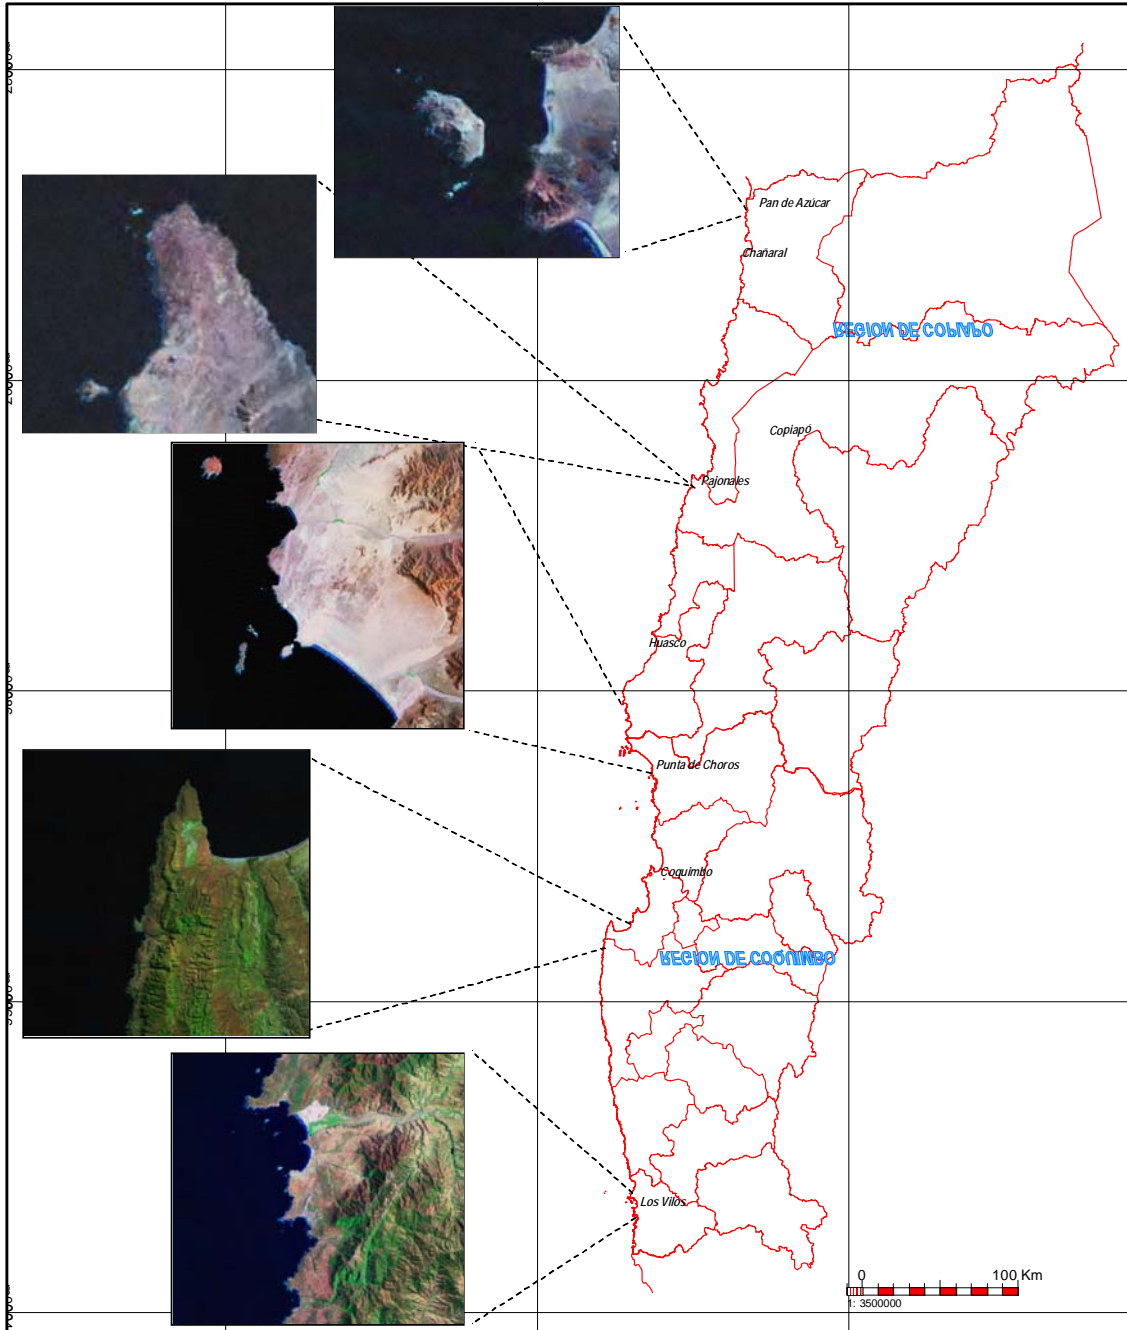 Pan de Azúcar
Chañaral
REGION DE COPIAPO
Copiapó
Pajonales
Huasco
Punta de Choros
Coquimbo
REGION DE COQUIMBO
Los Vilos
0 100 Km
1: 3500000